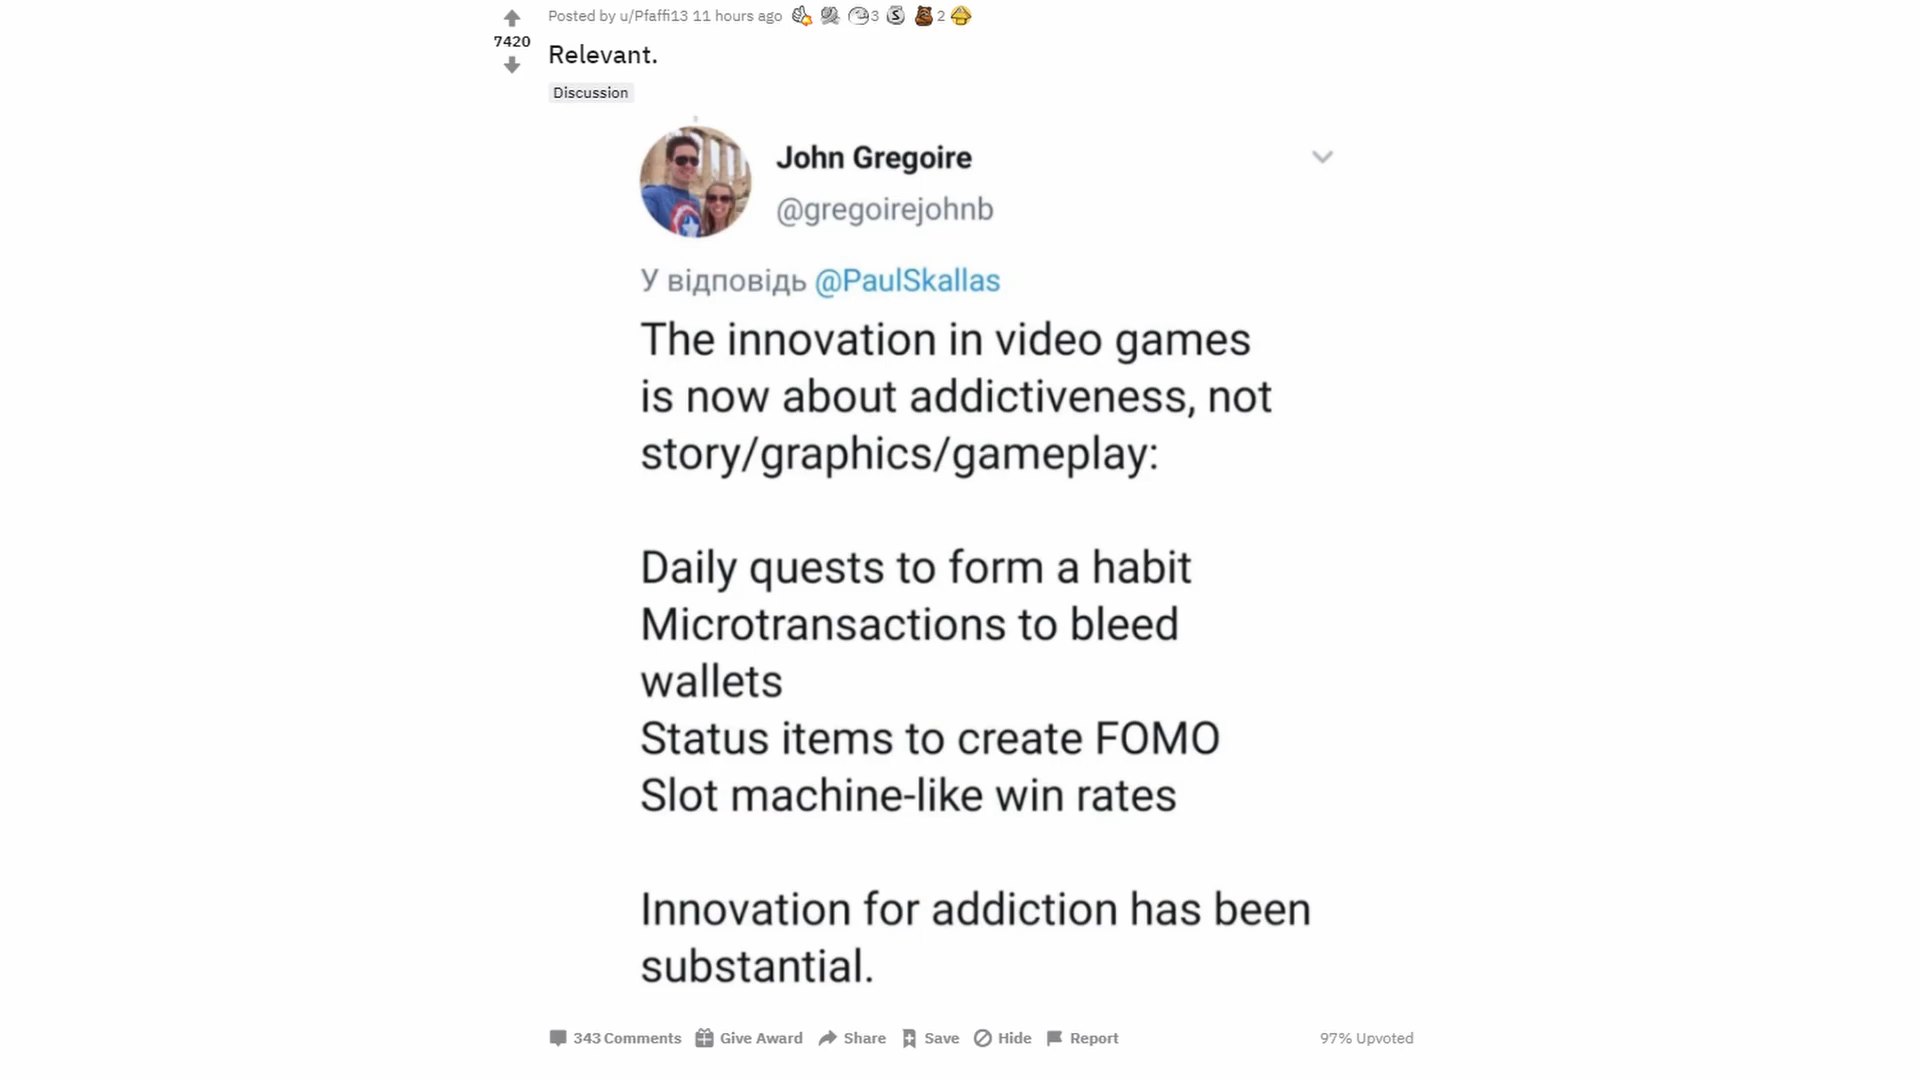 Posted by u/Pfaffi13 11 hours ago 3 2
7420
Relevant.
Discussion
John Gregoire
@gregoirejohnb
У відповідь @PaulSkallas
The innovation in video games
is now about addictiveness, not
story/graphics/gameplay:
Daily quests to form a habit
Microtransactions to bleed
wallets
Status items to create FOMO
Slot machine-like win rates
Innovation for addiction has been
substantial.
343 Comments Give Award Share Save Hide Report 97% Upvoted